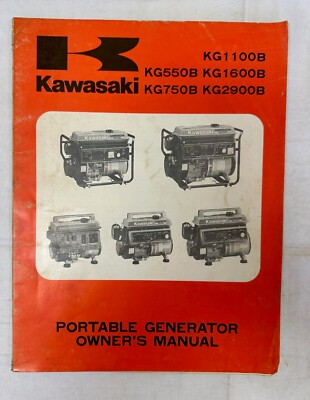 KG1100B
KG550B KG1600B
Kawasaki KG750B KG2900B
PORTABLE GENERATOR
OWNER'S MANUAL